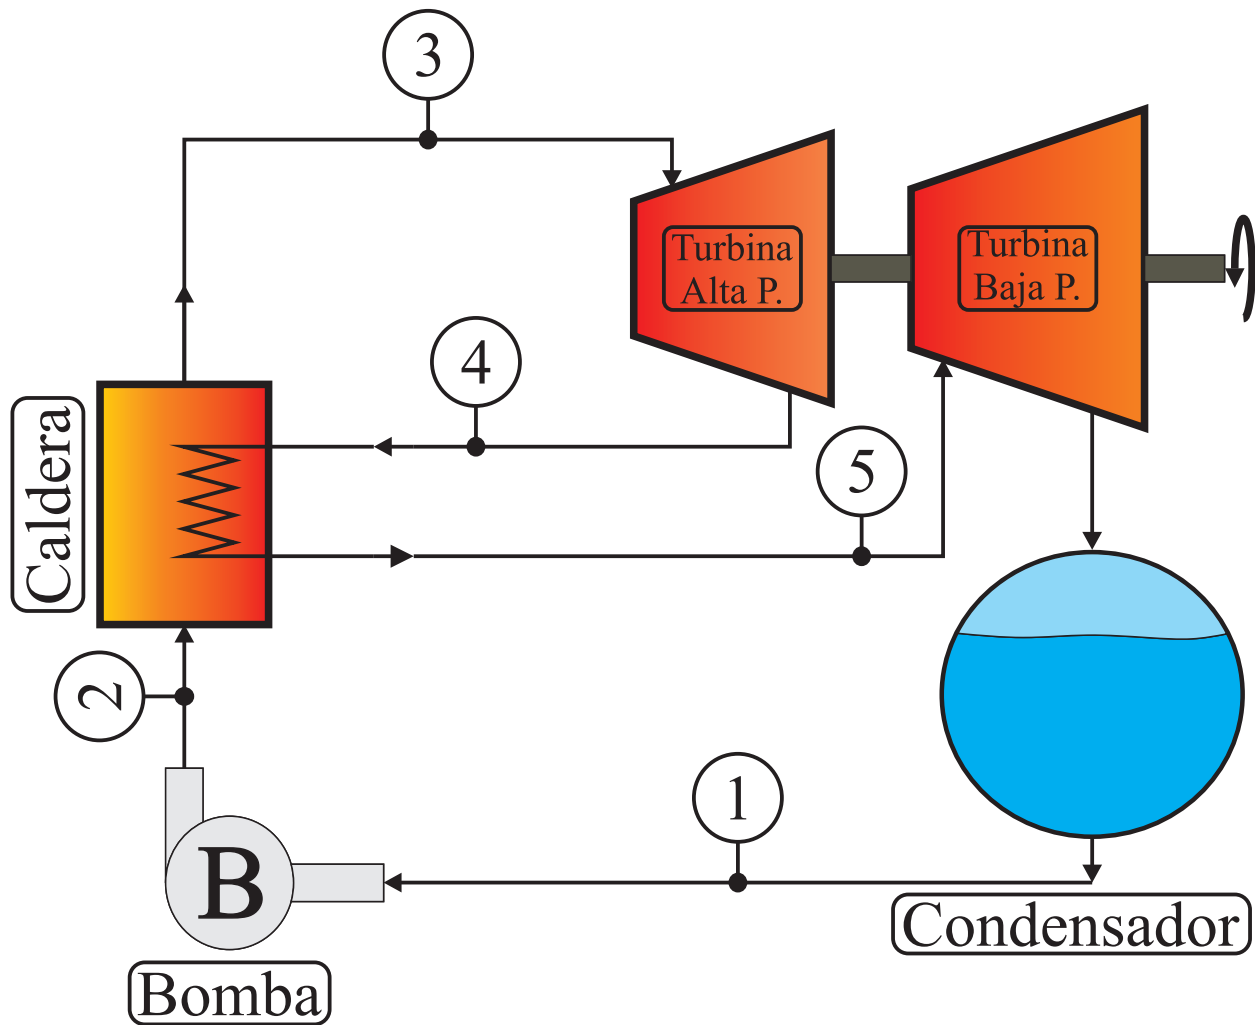 3
Turbina
Alta P.
Turbina
Baja P.
4
5
Caldera
2
1
B
Condensador
Bomba